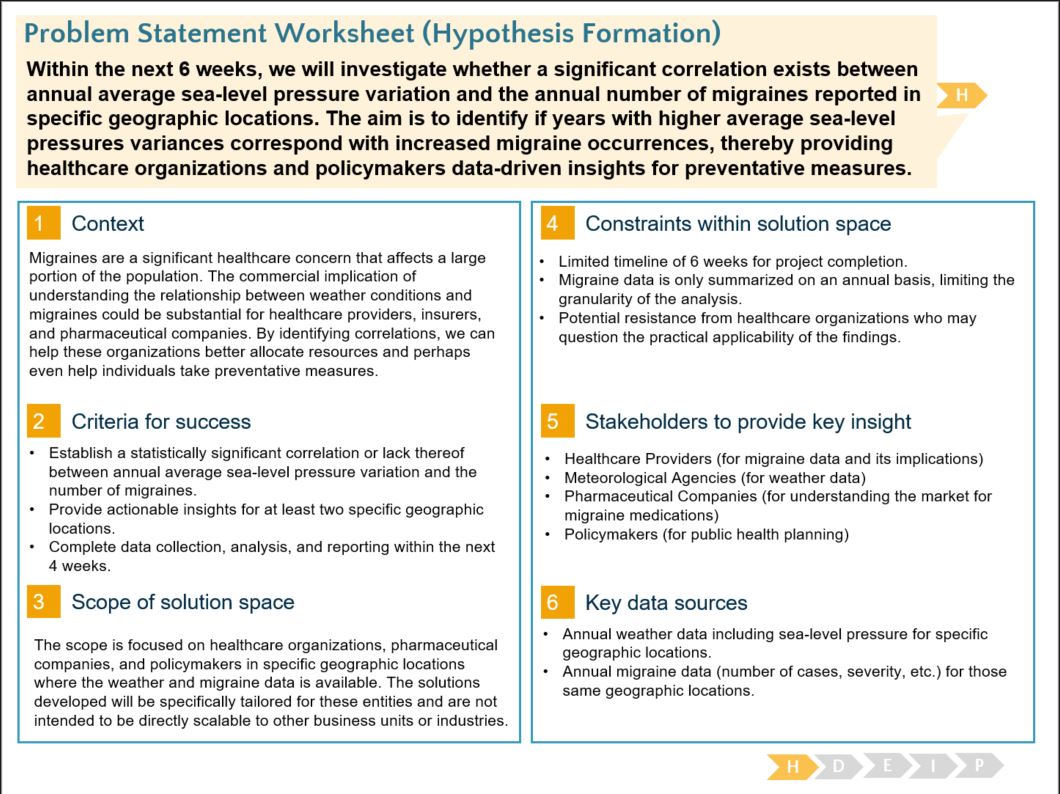 Problem Statement Worksheet (Hypothesis Formation)
Within the next 6 weeks, we will investigate whether a significant correlation exists between
annual average sea-level pressure variation and the annual number of migraines reported in
specific geographic locations. The aim is to identify if years with higher average sea-level
pressures variances correspond with increased migraine occurrences, thereby providing
healthcare organizations and policymakers data-driven insights for preventative measures.
H
1 Context
Migraines are a significant healthcare concern that affects a large
portion of the population. The commercial implication of
understanding the relationship between weather conditions and
migraines could be substantial for healthcare providers, insurers,
and pharmaceutical companies. By identifying correlations, we can
help these organizations better allocate resources and perhaps
even help individuals take preventative measures.
2 Criteria for success
• Establish a statistically significant correlation or lack thereof
between annual average sea-level pressure variation and the
number of migraines.
• Provide actionable insights for at least two specific geographic
locations.
• Complete data collection, analysis, and reporting within the next
4 weeks.
3 Scope of solution space
The scope is focused on healthcare organizations, pharmaceutical
companies, and policymakers in specific geographic locations
where the weather and migraine data is available. The solutions
developed will be specifically tailored for these entities and are not
intended to be directly scalable to other business units or industries.
4 Constraints within solution space
• Limited timeline of 6 weeks for project completion.
• Migraine data is only summarized on an annual basis, limiting the
granularity of the analysis.
• Potential resistance from healthcare organizations who may
question the practical applicability of the findings.
5 Stakeholders to provide key insight
• Healthcare Providers (for migraine data and its implications)
• Meteorological Agencies (for weather data)
• Pharmaceutical Companies (for understanding the market for
migraine medications)
• Policymakers (for public health planning)
6 Key data sources
• Annual weather data including sea-level pressure for specific
geographic locations.
• Annual migraine data (number of cases, severity, etc.) for those
same geographic locations.
H D E I P